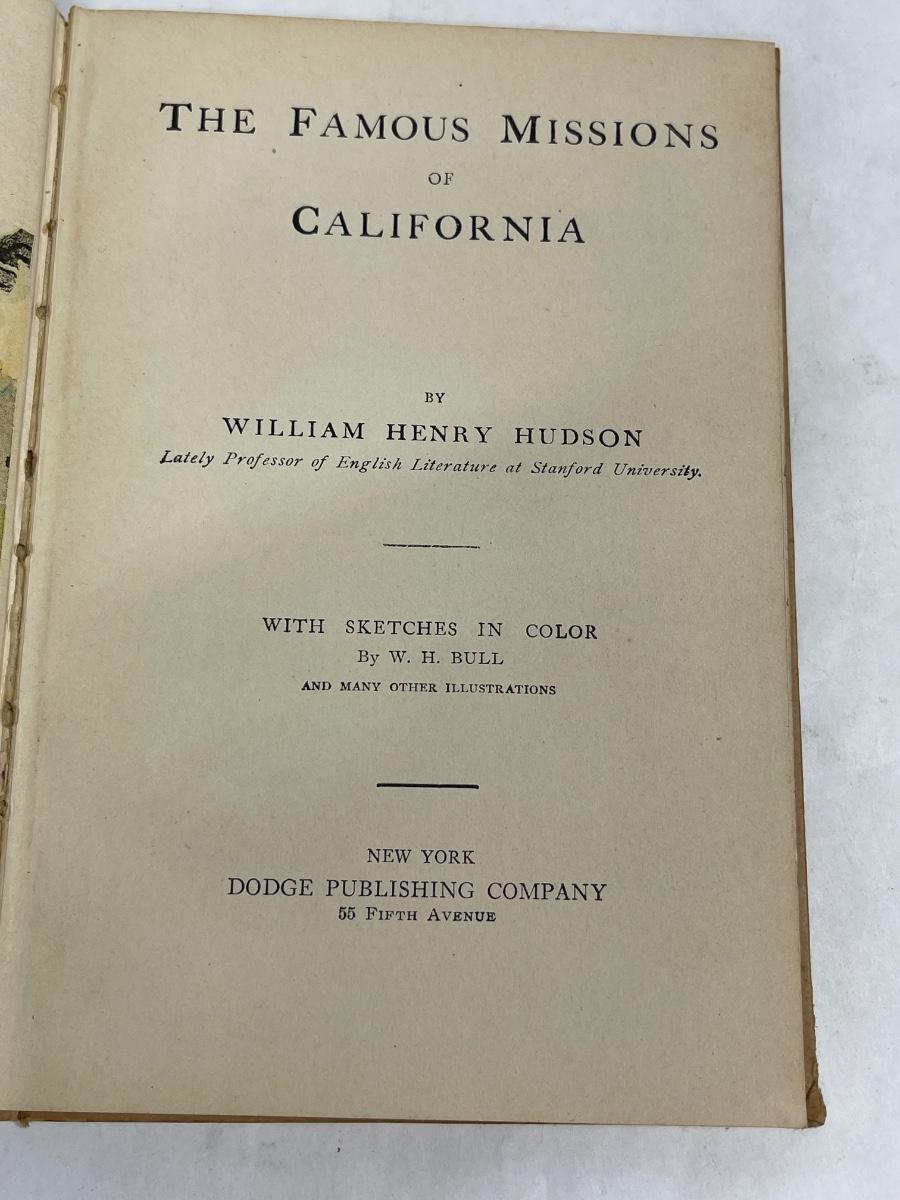 THE FAMOUS MISSIONS
OF
CALIFORNIA
BY
WILLIAM HENRY HUDSON
Lately Professor of English Literature at Stanford University.
WITH SKETCHES IN COLOR
By W. H. BULL
AND MANY OTHER ILLUSTRATIONS
NEW YORK
DODGE PUBLISHING COMPANY
55 FIFTH AVENUE